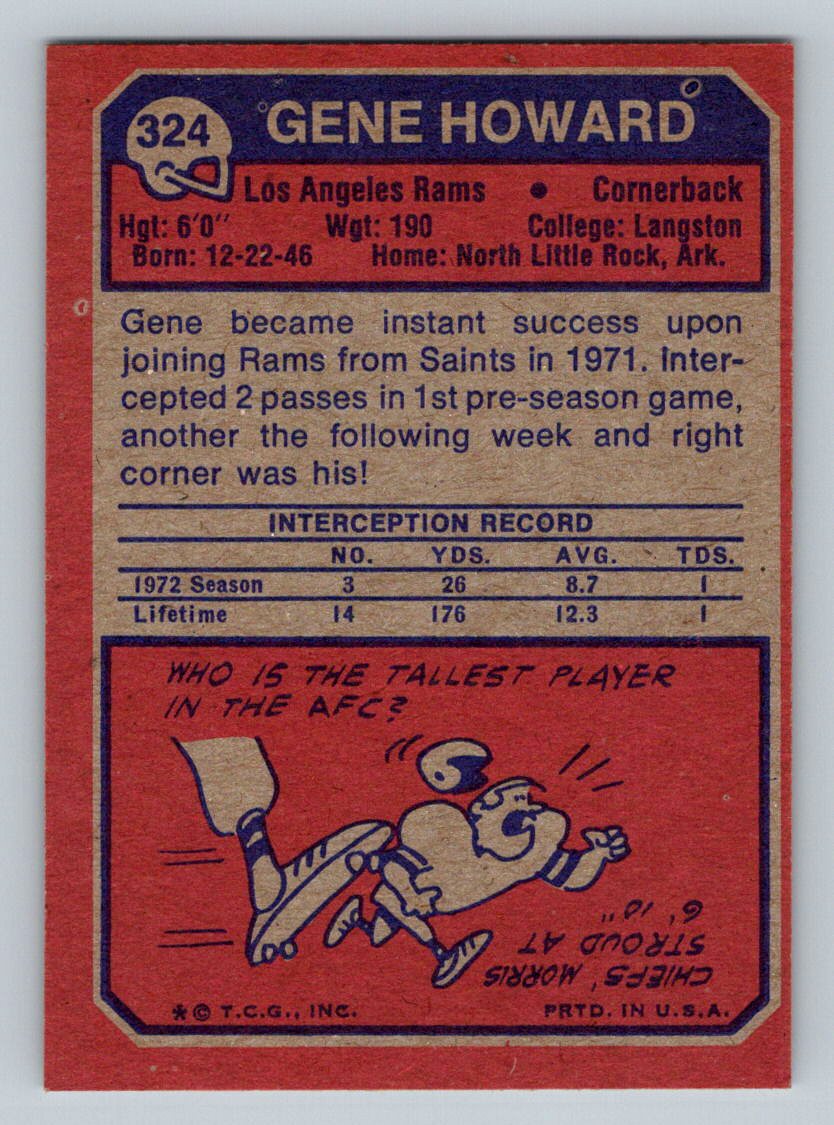 324 GENE HOWARD
Los Angeles Rams • Cornerback
Hgt: 6'0" Wgt: 190 College: Langston
Born: 12-22-46 Home: North Little Rock, Ark.
Gene became instant success upon
joining Rams from Saints in 1971. Inter-
cepted 2 passes in 1st pre-season game,
another the following week and right
corner was his!
INTERCEPTION RECORD
NO. YDS. AVG. TDS.
1972 Season 3 26 8.7 1
Lifetime 14 176 12.3 1
WHO IS THE TALLEST PLAYER
IN THE AFC?
CHIEFS' MORRIS
STROUD AT
6' 10"
* © T.C.G., INC. PRTD. IN U.S.A.